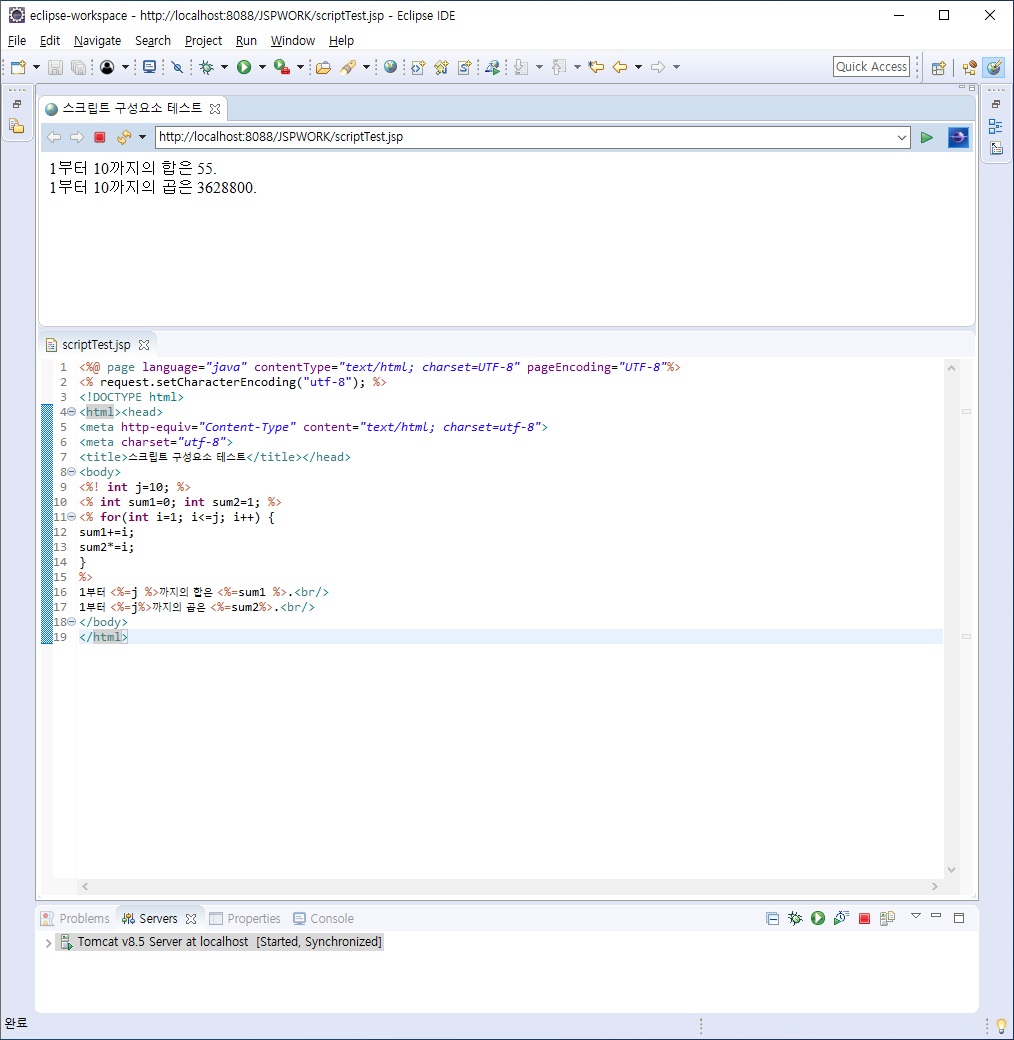 eclipse-workspace - http://localhost:8088/JSPWORK/scriptTest.jsp - Eclipse IDE
File Edit Navigate Search Project Run Window Help
Quick Access
스크립트 구성요소 테스트
http://localhost:8088/JSPWORK/scriptTest.jsp
1부터 10까지의 합은 55.
1부터 10까지의 곱은 3628800.
scriptTest.jsp
1 <%@ page language="java" contentType="text/html; charset=UTF-8" pageEncoding="UTF-8"%>
2 <% request.setCharacterEncoding("utf-8"); %>
3 <!DOCTYPE html>
4 <html><head>
5 <meta http-equiv="Content-Type" content="text/html; charset=utf-8">
6 <meta charset="utf-8">
7 <title>스크립트 구성요소 테스트</title></head>
8 <body>
9 <%! int j=10; %>
10 <% int sum1=0; int sum2=1; %>
11 <% for(int i=1; i<=j; i++) {
12 sum1+=i;
13 sum2*=i;
14 }
15 %>
16 1부터 <%=j %>까지의 합은 <%=sum1 %>.<br/>
17 1부터 <%=j%>까지의 곱은 <%=sum2%>.<br/>
18 </body>
19 </html>
Problems Servers Properties Console
Tomcat v8.5 Server at localhost [Started, Synchronized]
완료